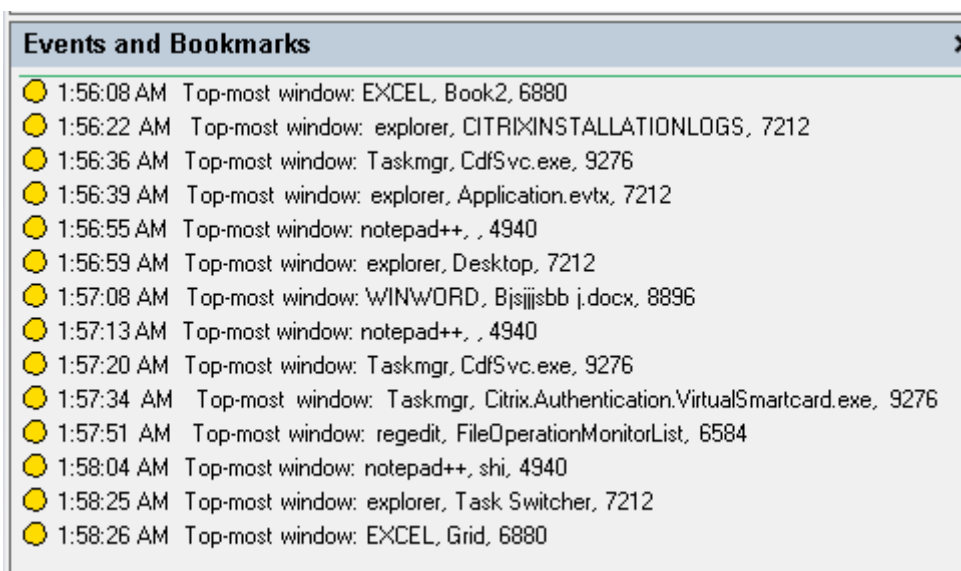 Events and Bookmarks
1:56:08 AM Top-most window: EXCEL, Book2, 6880
1:56:22 AM Top-most window: explorer, CITRIXINSTALLATIONLOGS, 7212
1:56:36 AM Top-most window: Taskmgr, CdfSvc.exe, 9276
1:56:39 AM Top-most window: explorer, Application.evtx, 7212
1:56:55 AM Top-most window: notepad++, , 4940
1:56:59 AM Top-most window: explorer, Desktop, 7212
1:57:08 AM Top-most window: WINWORD, Bjsjjjsbb j.docx, 8896
1:57:13 AM Top-most window: notepad++, , 4940
1:57:20 AM Top-most window: Taskmgr, CdfSvc.exe, 9276
1:57:34 AM Top-most window: Taskmgr, Citrix.Authentication.VirtualSmartcard.exe, 9276
1:57:51 AM Top-most window: regedit, FileOperationMonitorList, 6584
1:58:04 AM Top-most window: notepad++, shi, 4940
1:58:25 AM Top-most window: explorer, Task Switcher, 7212
1:58:26 AM Top-most window: EXCEL, Grid, 6880